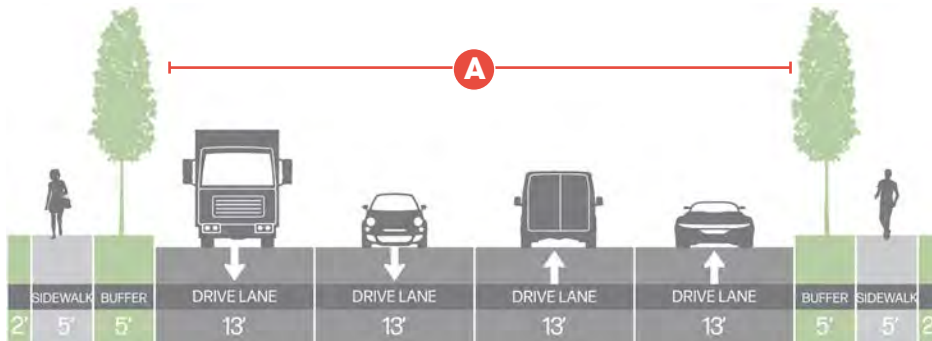 A
SIDEWALK BUFFER DRIVE LANE DRIVE LANE DRIVE LANE DRIVE LANE BUFFER SIDEWALK
2' 5' 5' 13' 13' 13' 13' 5' 5' 2